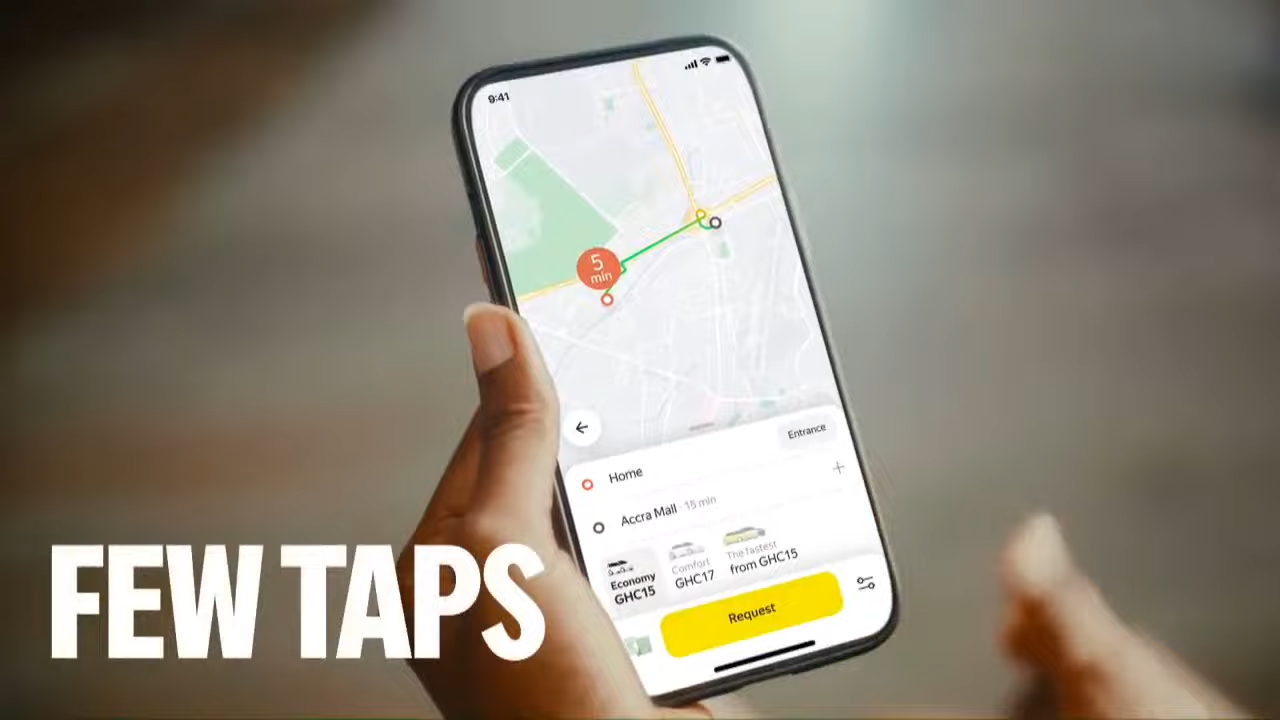 9:41
5
min
Entrance
Home
Accra Mall · 15 min
Economy
GHC15
Comfort
GHC17
The fastest
from GHC15
Request
FEW TAPS